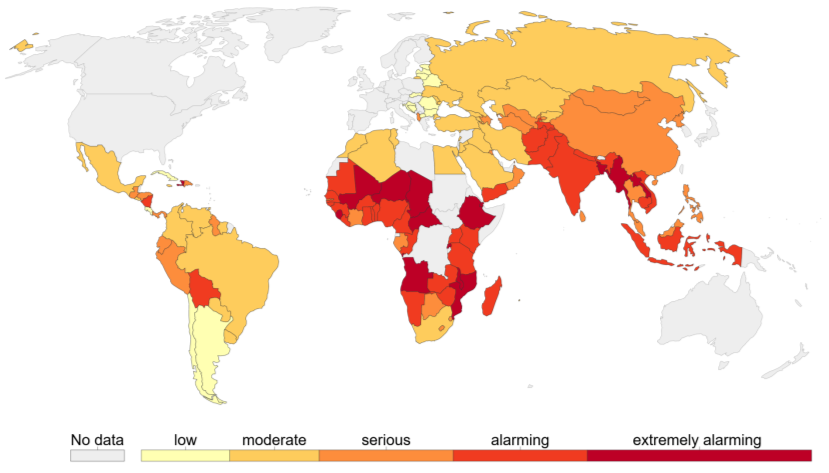 No data low moderate serious alarming extremely alarming